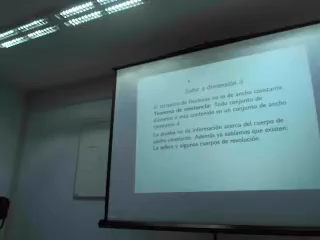 Subir a dimensión 3
El tetraedro de Reuleaux no es de ancho constante.
Teorema de contenido: Todo conjunto de
diámetro d está contenido en un conjunto de ancho
constante d
La prueba no da información acerca del cuerpo de
ancho constante. Además ya sabíamos que existen:
La esfera y algunos cuerpos de revolución.